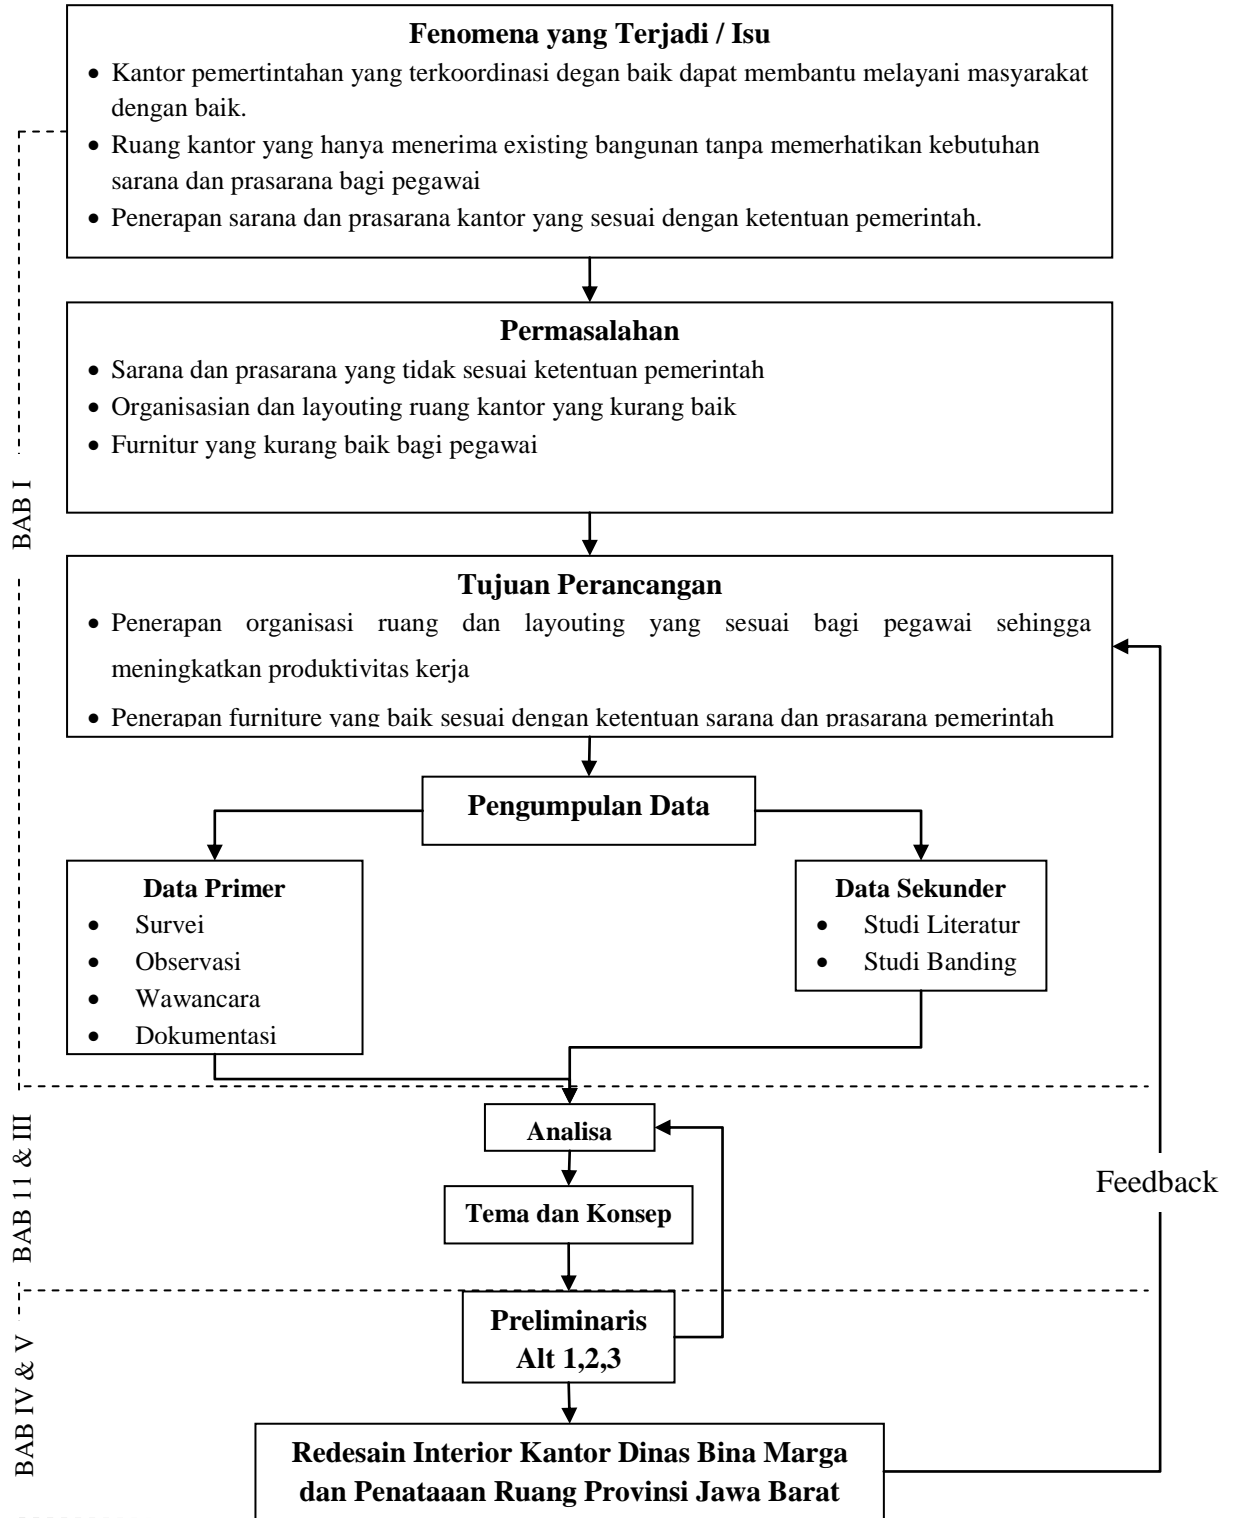 Fenomena yang Terjadi / Isu
• Kantor pemertintahan yang terkoordinasi degan baik dapat membantu melayani masyarakat
dengan baik.
• Ruang kantor yang hanya menerima existing bangunan tanpa memerhatikan kebutuhan
sarana dan prasarana bagi pegawai
• Penerapan sarana dan prasarana kantor yang sesuai dengan ketentuan pemerintah.
Permasalahan
• Sarana dan prasarana yang tidak sesuai ketentuan pemerintah
• Organisasian dan layouting ruang kantor yang kurang baik
• Furnitur yang kurang baik bagi pegawai
BAB I
Tujuan Perancangan
• Penerapan organisasi ruang dan layouting yang sesuai bagi pegawai sehingga
meningkatkan produktivitas kerja
• Penerapan furniture yang baik sesuai dengan ketentuan sarana dan prasarana pemerintah
Pengumpulan Data
Data Primer
• Survei
• Observasi
• Wawancara
• Dokumentasi
Data Sekunder
• Studi Literatur
• Studi Banding
BAB 11 & III
Analisa
Tema dan Konsep
Feedback
BAB IV & V
Preliminaris
Alt 1,2,3
Redesain Interior Kantor Dinas Bina Marga
dan Penataaan Ruang Provinsi Jawa Barat